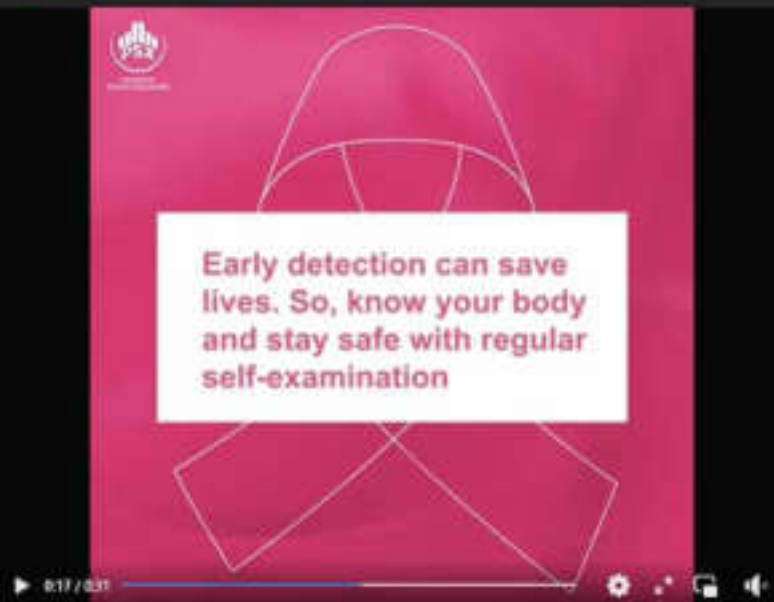 PSX
Early detection can save
lives. So, know your body
and stay safe with regular
self-examination
0:17 / 0:31